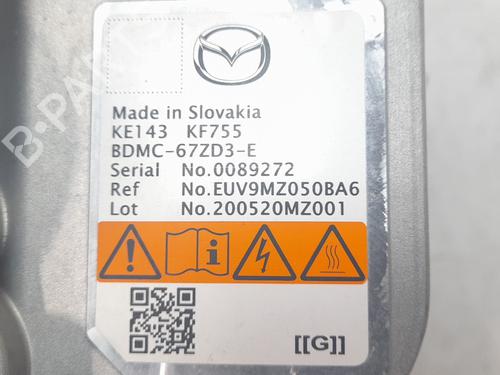 Made in Slovakia
KE143 KF755
BDMC-67ZD3-E
Serial No.0089272
Ref No.EUV9MZ050BA6
Lot No.200520MZ001
[[G]]